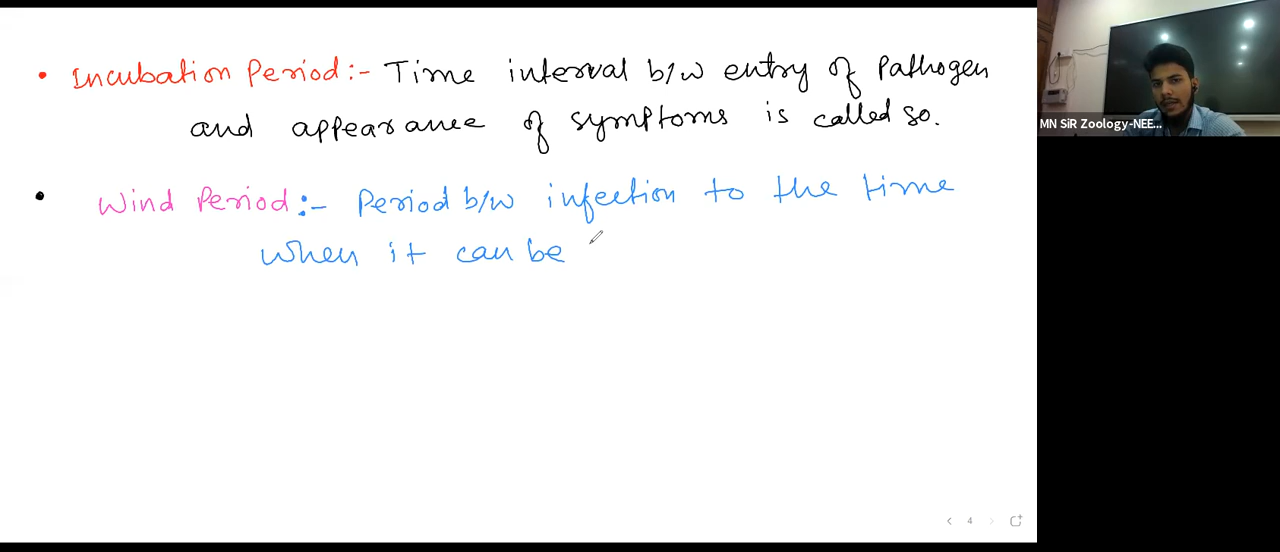 • Incubation Period:- Time interval b/w entry of Pathogen
and appearance of symptoms is called so.
• Wind Period:- Period b/w infection to the time
when it can be
MN SiR Zoology-NEE...
4